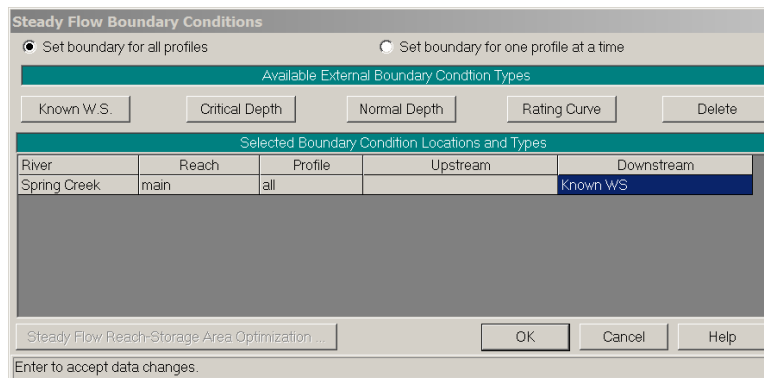 Steady Flow Boundary Conditions
Set boundary for all profiles Set boundary for one profile at a time
Available External Boundary Condtion Types
Known W.S. Critical Depth Normal Depth Rating Curve Delete
Selected Boundary Condition Locations and Types
River Reach Profile Upstream Downstream
Spring Creek main all Known WS
Steady Flow Reach-Storage Area Optimization ... OK Cancel Help
Enter to accept data changes.